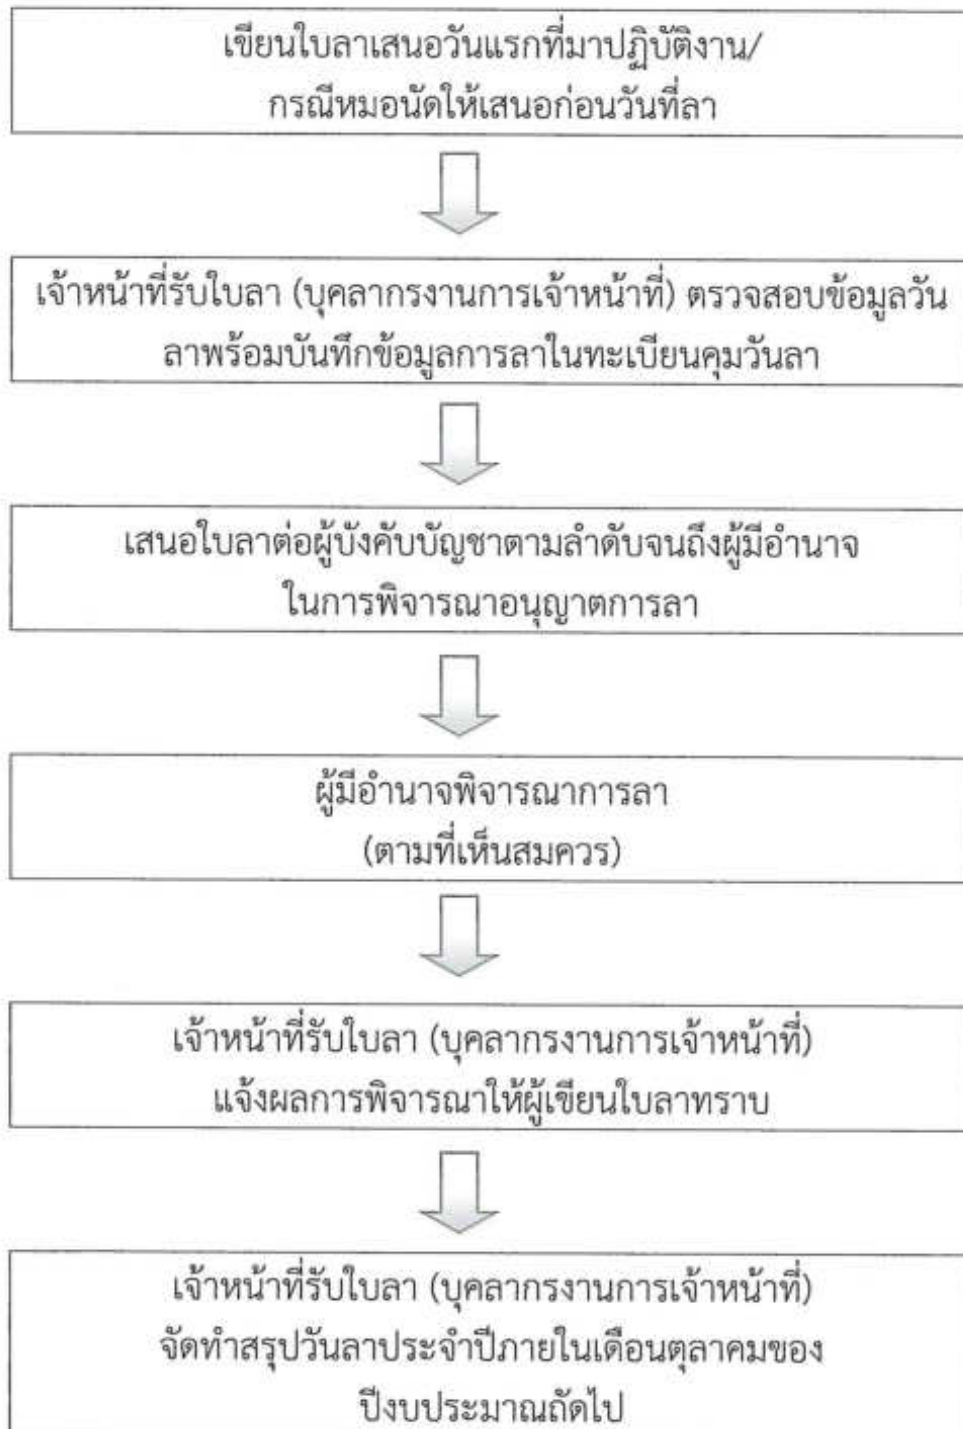 เขียนใบลาเสนอวันแรกที่มาปฏิบัติงาน/
กรณีหมอนัดให้เสนอก่อนวันที่ลา
เจ้าหน้าที่รับใบลา (บุคลากรงานการเจ้าหน้าที่) ตรวจสอบข้อมูลวัน
ลาพร้อมบันทึกข้อมูลการลาในทะเบียนคุมวันลา
เสนอใบลาต่อผู้บังคับบัญชาตามลำดับจนถึงผู้มีอำนาจ
ในการพิจารณาอนุญาตการลา
ผู้มีอำนาจพิจารณาการลา
(ตามที่เห็นสมควร)
เจ้าหน้าที่รับใบลา (บุคลากรงานการเจ้าหน้าที่)
แจ้งผลการพิจารณาให้ผู้เขียนใบลาทราบ
เจ้าหน้าที่รับใบลา (บุคลากรงานการเจ้าหน้าที่)
จัดทำสรุปวันลาประจำปีภายในเดือนตุลาคมของ
ปีงบประมาณถัดไป